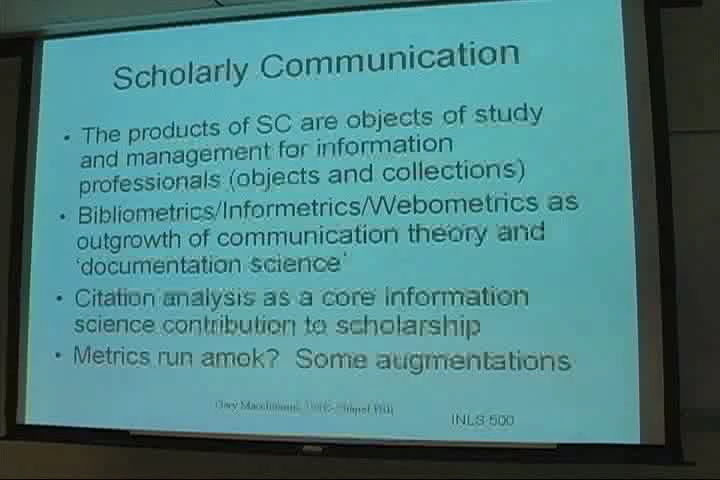 Scholarly Communication
• The products of SC are objects of study
and management for information
professionals (objects and collections)
• Bibliometrics/Informetrics/Webometrics as
outgrowth of communication theory and
'documentation science'
• Citation analysis as a core information
science contribution to scholarship
• Metrics run amok? Some augmentations
Gary Chapel Hill
INLS 500